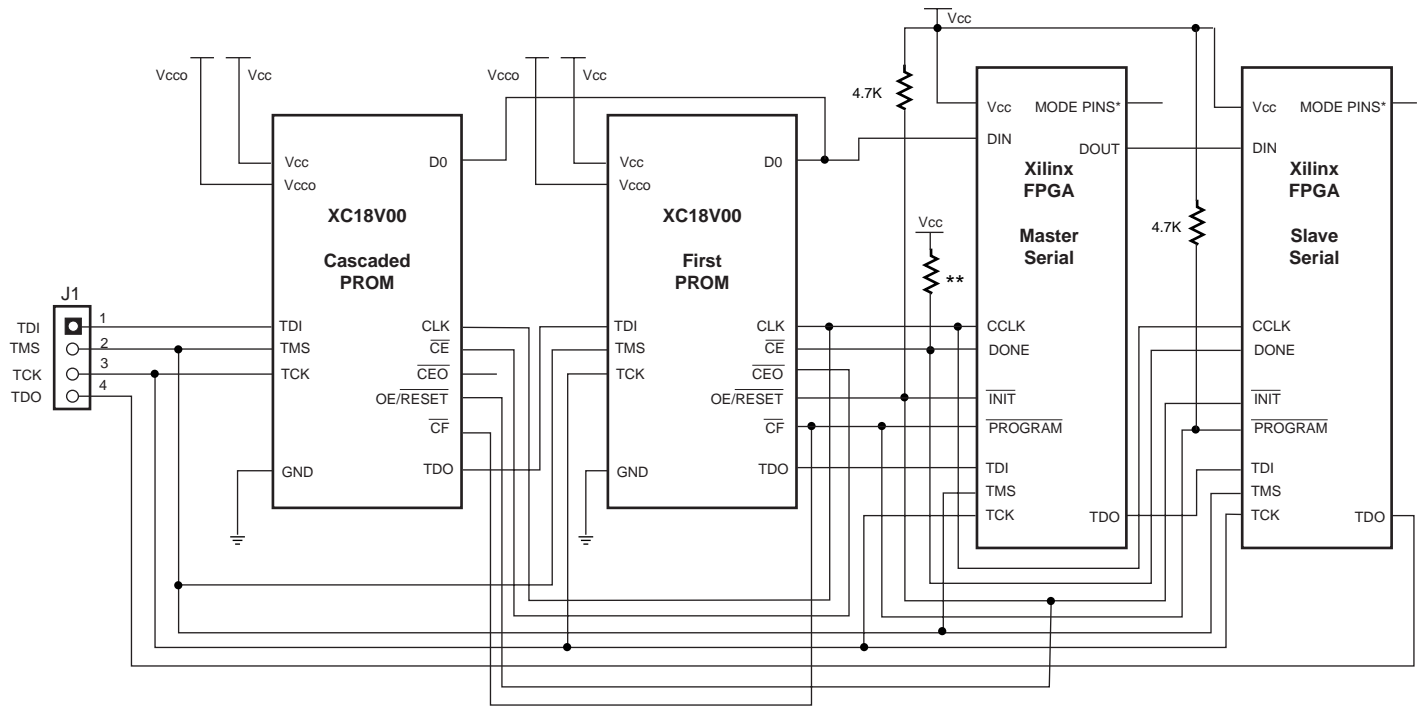 Vcc
Vcco
Vcc
Vcco
Vcc
4.7K
Vcc
Vcco
D0
XC18V00
Cascaded
PROM
TDI
TMS
TCK
GND
CLK
CE
CEO
OE/RESET
CF
TDO
Vcc
Vcco
D0
XC18V00
First
PROM
TDI
TMS
TCK
GND
CLK
CE
CEO
OE/RESET
CF
TDO
Vcc
**
Vcc
MODE PINS*
DIN
DOUT
Xilinx
FPGA
Master
Serial
CCLK
DONE
INIT
PROGRAM
TDI
TMS
TCK
TDO
4.7K
Vcc
MODE PINS*
DIN
Xilinx
FPGA
Slave
Serial
CCLK
DONE
INIT
PROGRAM
TDI
TMS
TCK
TDO
J1
TDI 1
TMS 2
TCK 3
TDO 4